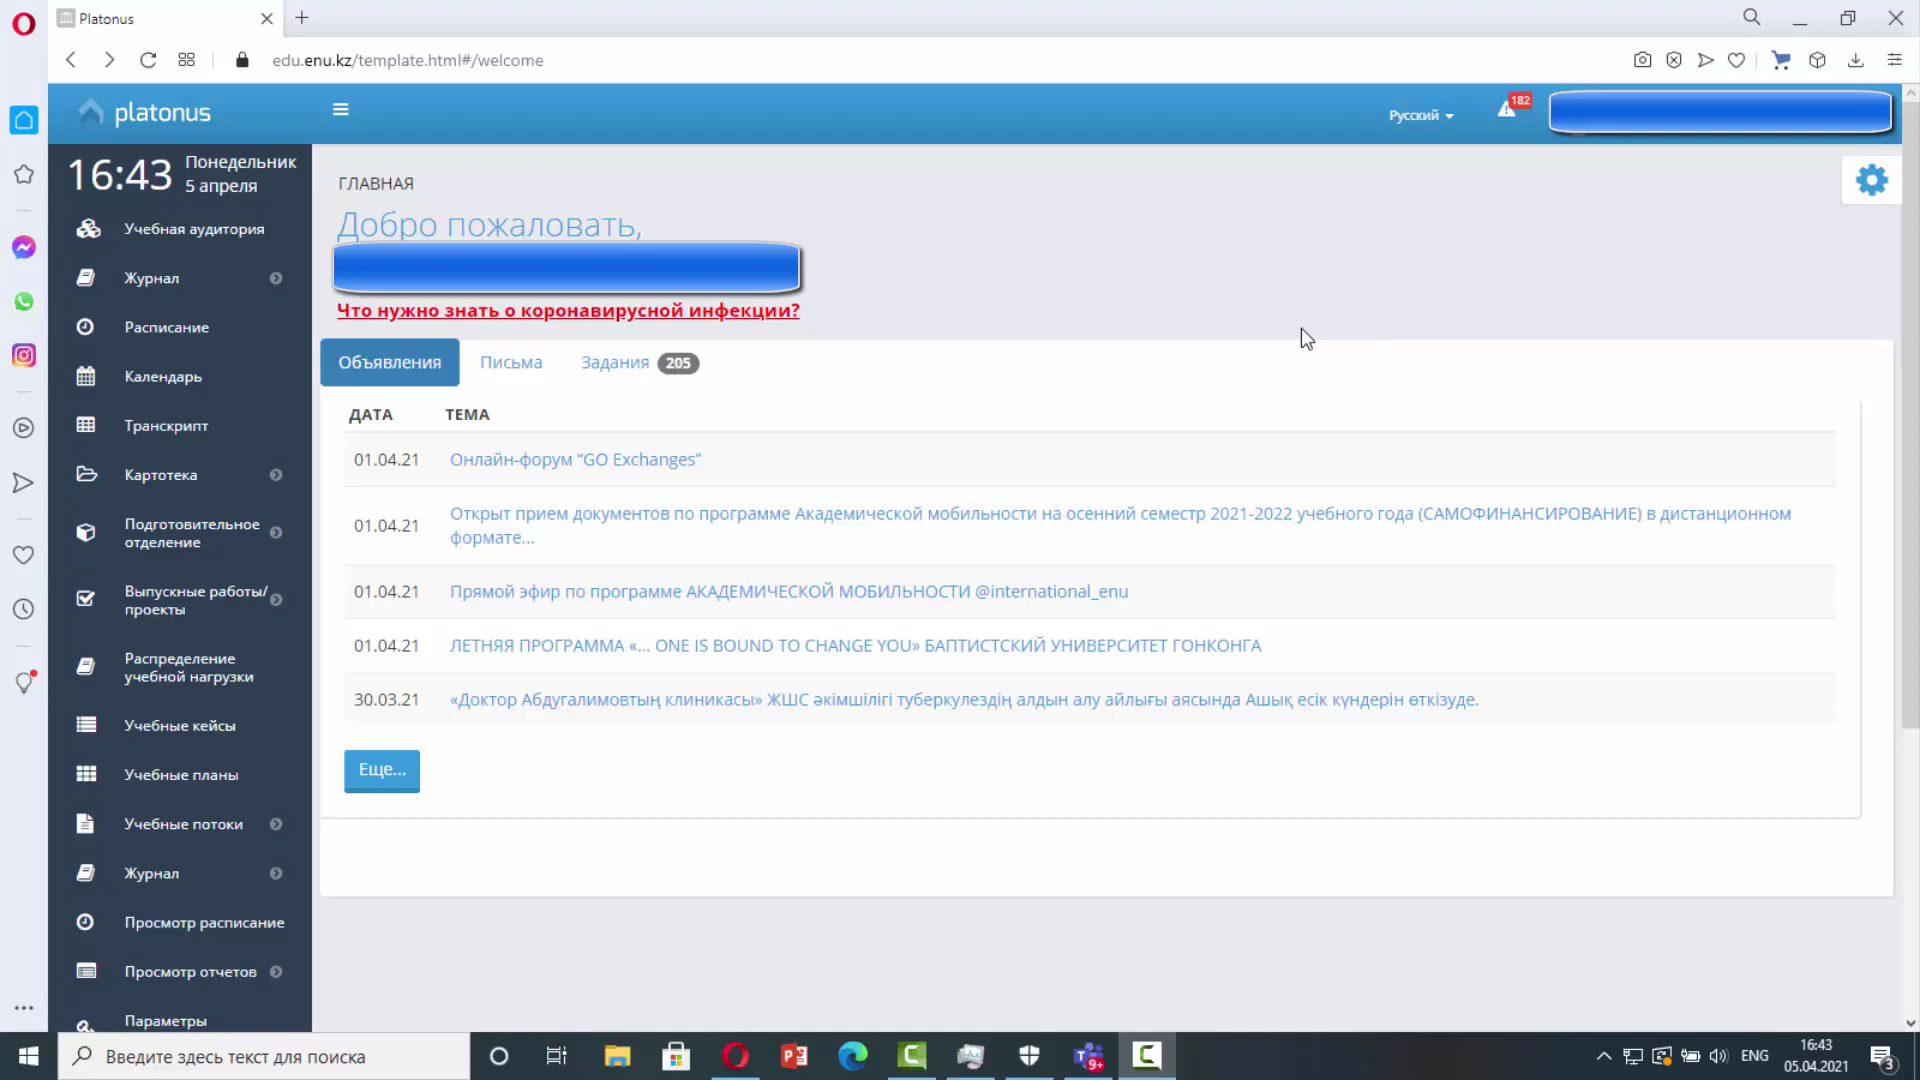 Platonus
edu.enu.kz/template.html#/welcome
platonus
Русский
182
16:43
Понедельник
5 апреля
Учебная аудитория
Журнал
Расписание
Календарь
Транскрипт
Картотека
Подготовительное
отделение
Выпускные работы/
проекты
Распределение
учебной нагрузки
Учебные кейсы
Учебные планы
Учебные потоки
Журнал
Просмотр расписание
Просмотр отчетов
Параметры
ГЛАВНАЯ
Добро пожаловать,
Что нужно знать о коронавирусной инфекции?
Объявления Письма Задания 205
ДАТА ТЕМА
01.04.21 Онлайн-форум “GO Exchanges”
01.04.21 Открыт прием документов по программе Академической мобильности на осенний семестр 2021-2022 учебного года (САМОФИНАНСИРОВАНИЕ) в дистанционном
формате...
01.04.21 Прямой эфир по программе АКАДЕМИЧЕСКОЙ МОБИЛЬНОСТИ @international_enu
01.04.21 ЛЕТНЯЯ ПРОГРАММА «... ONE IS BOUND TO CHANGE YOU» БАПТИСТСКИЙ УНИВЕРСИТЕТ ГОНКОНГА
30.03.21 «Доктор Абдугалимовтың клиникасы» ЖШС әкімшілігі туберкулездің алдын алу айлығы аясында Ашық есік күндерін өткізуде.
Еще...
Введите здесь текст для поиска
9+
ENG
16:43
05.04.2021
3